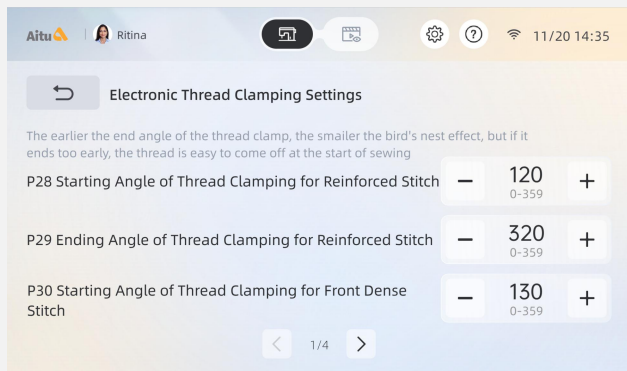 Aitu
Ritina
11/20 14:35
Electronic Thread Clamping Settings
The earlier the end angle of the thread clamp, the smaller the bird's nest effect, but if it
ends too early, the thread is easy to come off at the start of sewing
P28 Starting Angle of Thread Clamping for Reinforced Stitch
120
0-359
P29 Ending Angle of Thread Clamping for Reinforced Stitch
320
0-359
P30 Starting Angle of Thread Clamping for Front Dense
Stitch
130
0-359
1/4